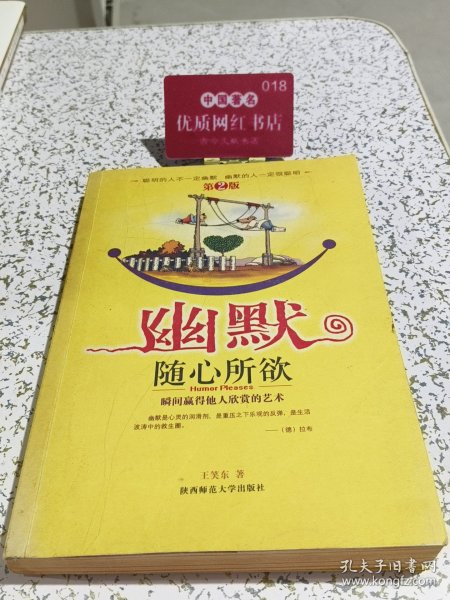 018
中国著名
优质网红书店
聪明的人不一定幽默 幽默的人一定很聪明
第2版
幽默
随心所欲
Humor Pleases
瞬间赢得他人欣赏的艺术
幽默是心灵的润滑剂，是重压之下乐观的反弹，是生活
波涛中的救生圈。
——（德）拉布
王笑东 著
陕西师范大学出版社
孔夫子旧书网
www.kongfz.com